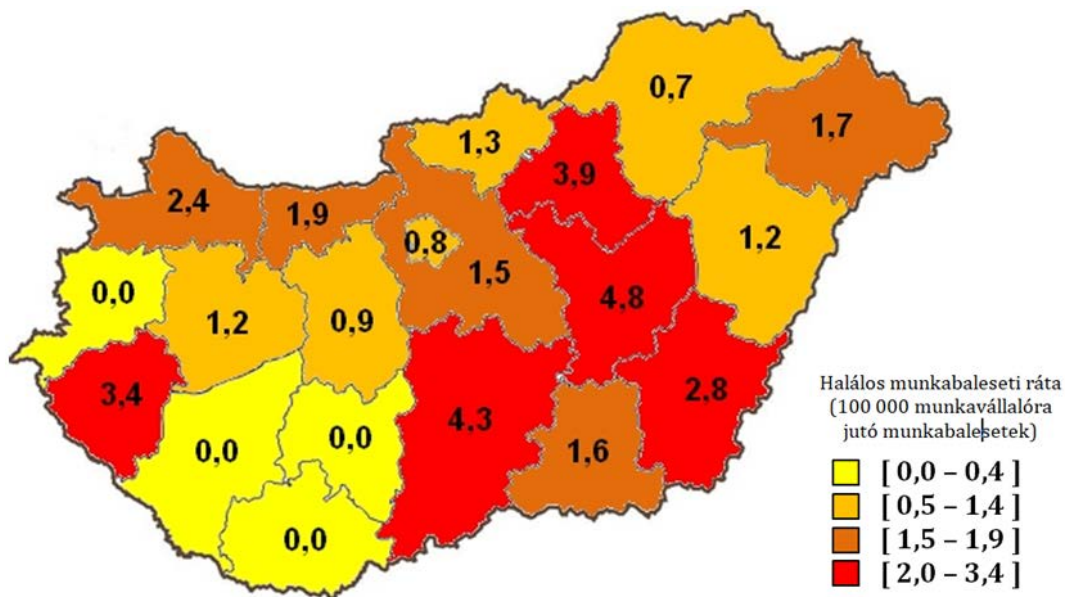 0,7
1,7
1,3
3,9
2,4
1,9
0,8
1,2
1,5
0,0
4,8
1,2
0,9
2,8
3,4
4,3
0,0
0,0
1,6
0,0
Halálos munkabaleseti ráta
(100 000 munkavállalóra
jutó munkabalesetek)
[ 0,0 – 0,4 ]
[ 0,5 – 1,4 ]
[ 1,5 – 1,9 ]
[ 2,0 – 3,4 ]